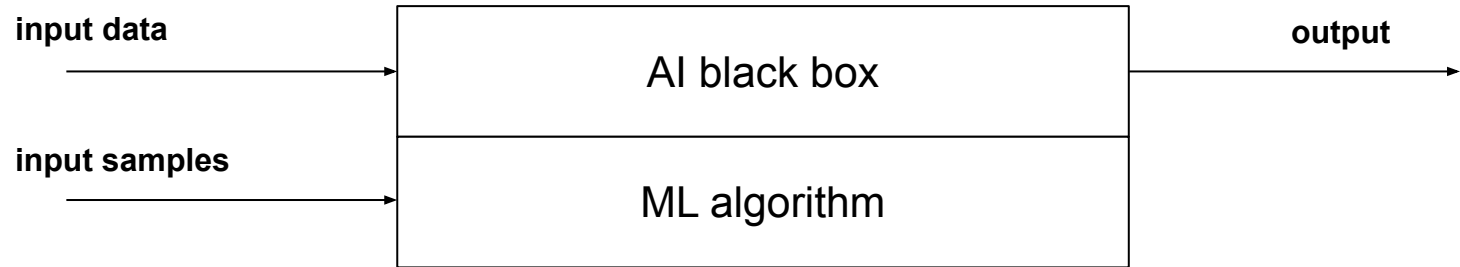 input data
AI black box
output
input samples
ML algorithm